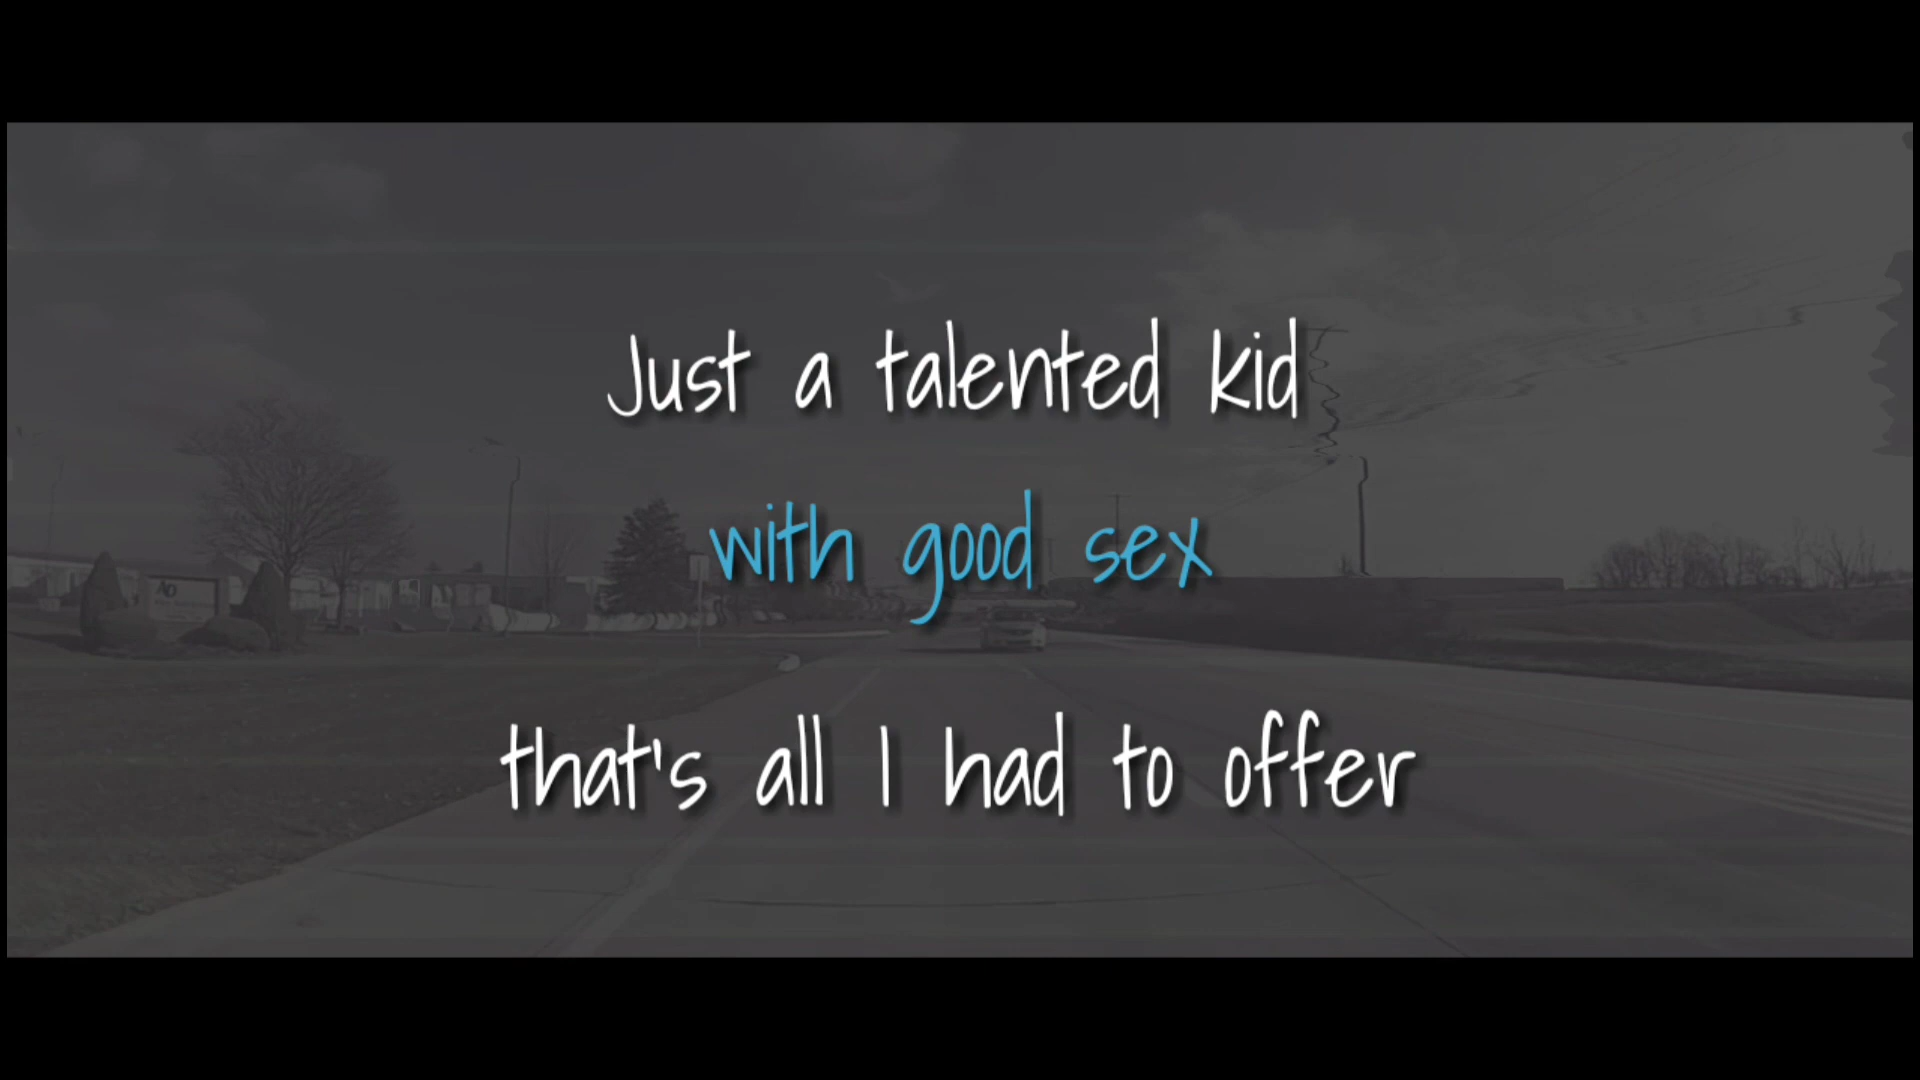 Just a talented kid
with good sex
that's all I had to offer